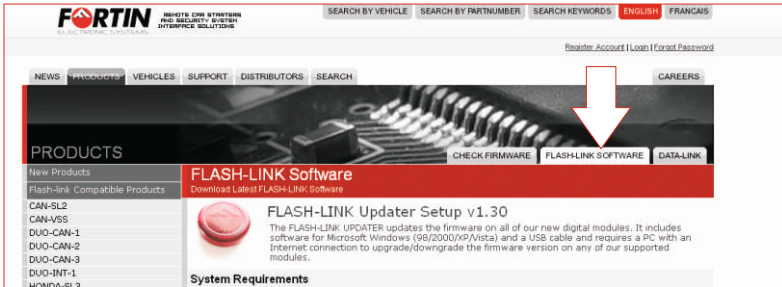 FORTIN
ELECTRONIC SYSTEMS
REMOTE CAR STARTERS
AND SECURITY SYSTEM
INTERFACE SOLUTIONS
SEARCH BY VEHICLE SEARCH BY PARTNUMBER SEARCH KEYWORDS ENGLISH FRANCAIS
Register Account | Login | Forgot Password
NEWS PRODUCTS VEHICLES SUPPORT DISTRIBUTORS SEARCH CAREERS
PRODUCTS
CHECK FIRMWARE FLASH-LINK SOFTWARE DATA-LINK
New Products
Flash-link Compatible Products
CAN-SL2
CAN-VSS
DUO-CAN-1
DUO-CAN-2
DUO-CAN-3
DUO-INT-1
HONDA-SL3
FLASH-LINK Software
Download Latest FLASH-LINK Software
FLASH-LINK Updater Setup v1.30
The FLASH-LINK UPDATER updates the firmware on all of our new digital modules. It includes
software for Microsoft Windows (98/2000/XP/Vista) and a USB cable and requires a PC with an
Internet connection to upgrade/downgrade the firmware version on any of our supported
modules.
System Requirements